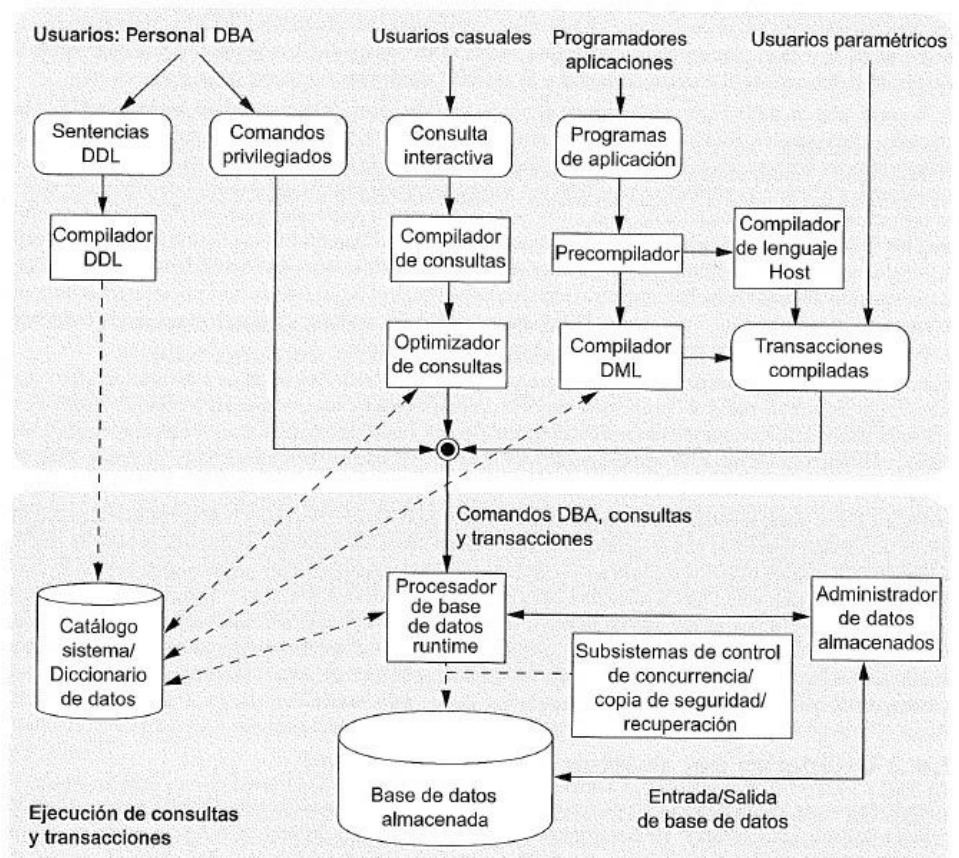 Usuarios: Personal DBA
Usuarios casuales
Programadores
aplicaciones
Usuarios paramétricos
Sentencias
DDL
Comandos
privilegiados
Consulta
interactiva
Programas
de aplicación
Compilador
DDL
Compilador
de consultas
Precompilador
Compilador
de lenguaje
Host
Optimizador
de consultas
Compilador
DML
Transacciones
compiladas
Comandos DBA, consultas
y transacciones
Catálogo
sistema/
Diccionario
de datos
Procesador
de base
de datos
runtime
Administrador
de datos
almacenados
Subsistemas de control
de concurrencia/
copia de seguridad/
recuperación
Base de datos
almacenada
Entrada/Salida
de base de datos
Ejecución de consultas
y transacciones